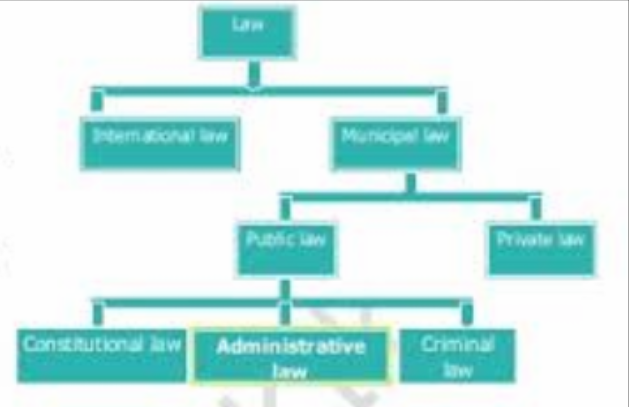 Law
International law
Municipal law
Public law
Private law
Constitutional law
Administrative
law
Criminal
law